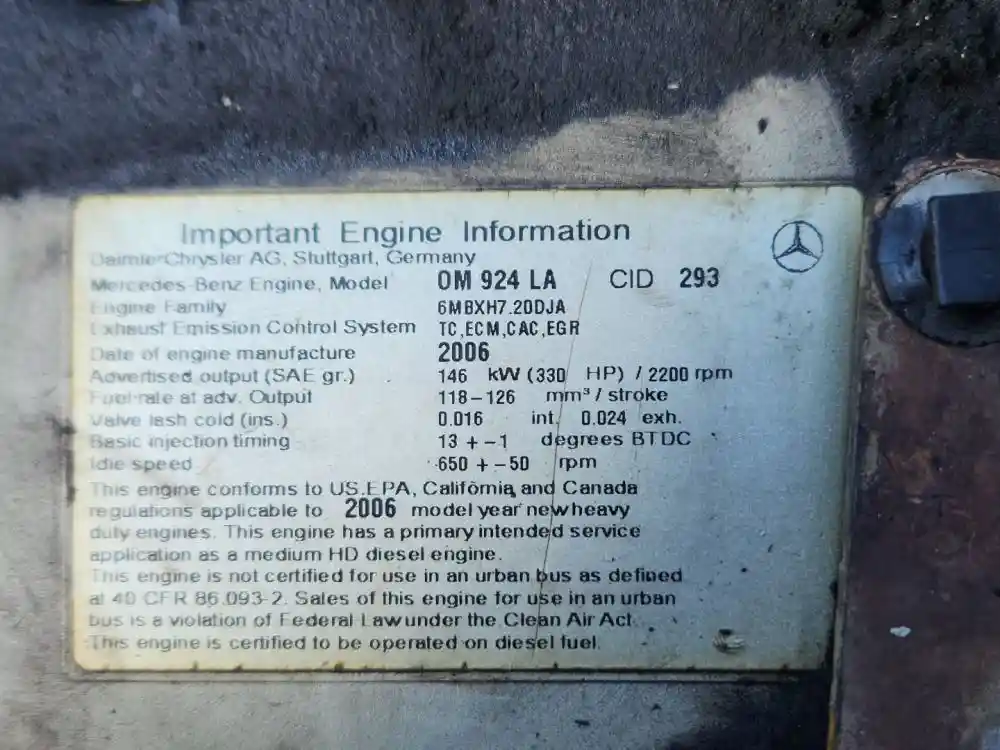 Important Engine Information
DaimlerChrysler AG, Stuttgart, Germany
Mercedes-Benz Engine, Model OM 924 LA CID 293
Engine Family 6MBXH7.20DJA
Exhaust Emission Control System TC,ECM,CAC,EGR
Date of engine manufacture 2006
Advertised output (SAE gr.) 146 kW (330 HP) / 2200 rpm
Fuel-rate at adv. Output 118-126 mm³ / stroke
Valve lash cold (ins.) 0.016 int. 0.024 exh.
Basic injection timing 13 + -1 degrees BTDC
Idle speed 650 + -50 rpm
This engine conforms to US.EPA, California, and Canada
regulations applicable to 2006 model year new heavy
duty engines. This engine has a primary intended service
application as a medium HD diesel engine.
This engine is not certified for use in an urban bus as defined
at 40 CFR 86.093-2. Sales of this engine for use in an urban
bus is a violation of Federal Law under the Clean Air Act.
This engine is certified to be operated on diesel fuel.